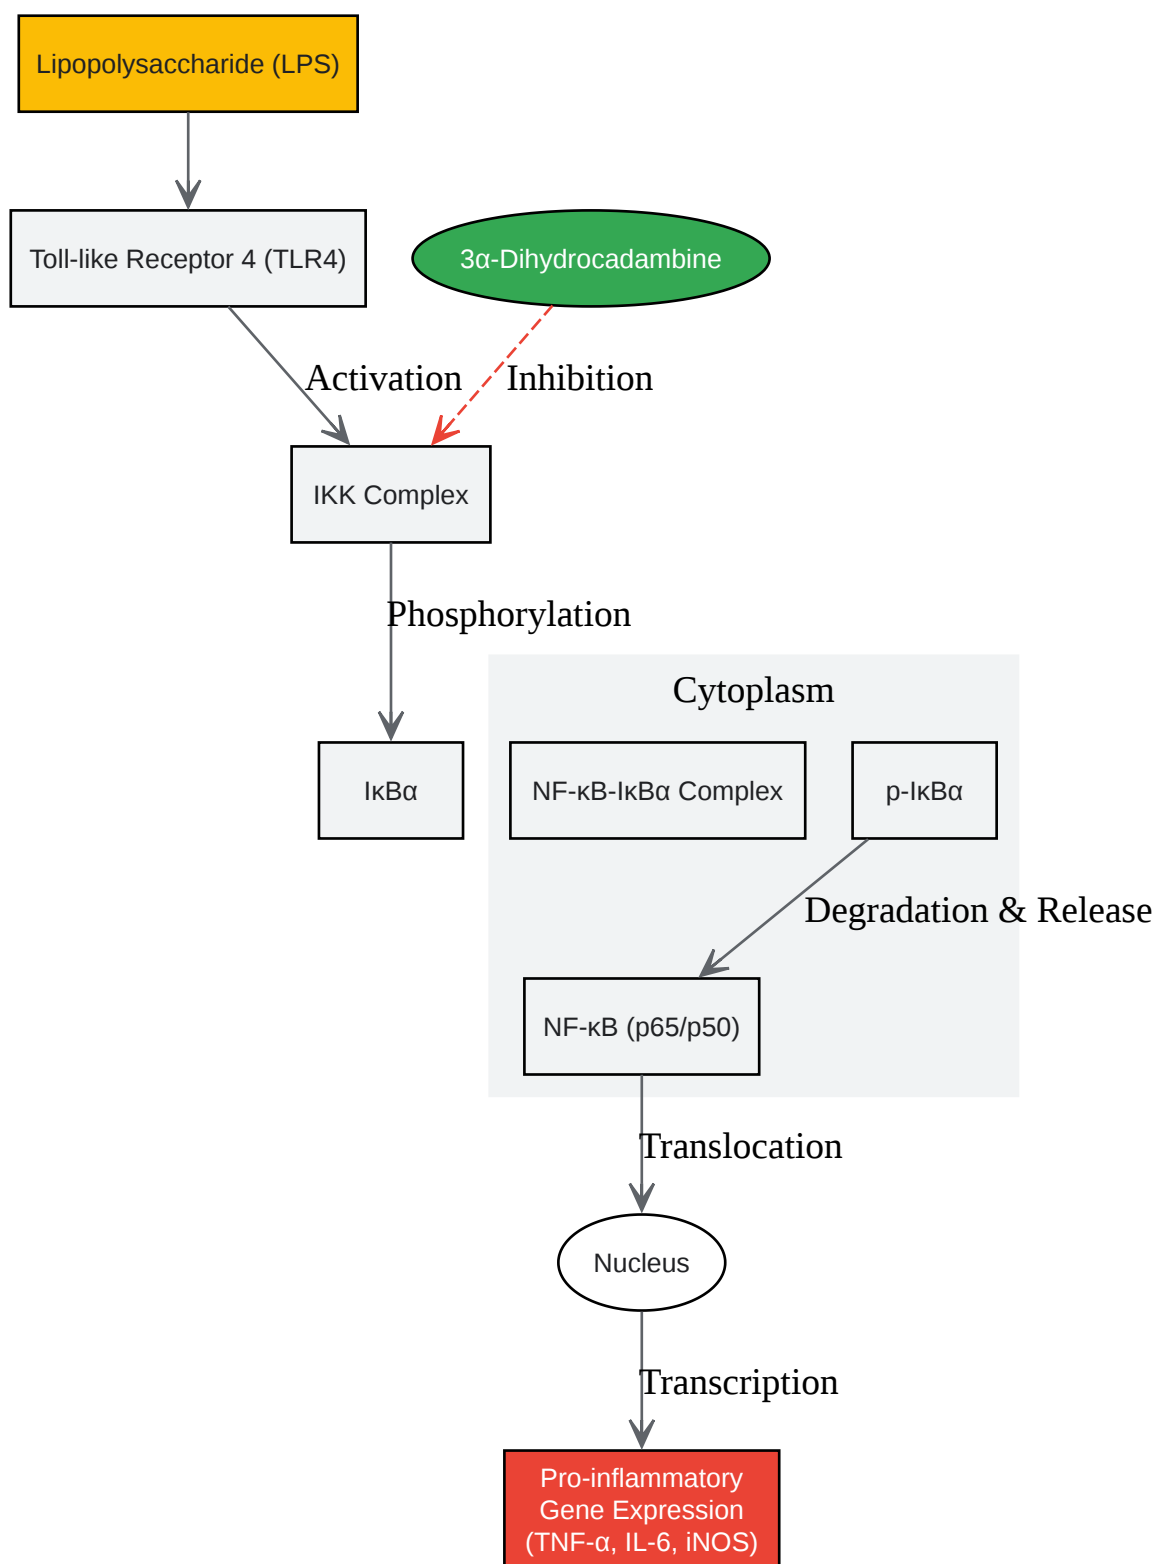 Lipopolysaccharide (LPS)
Toll-like Receptor 4 (TLR4)
3α-Dihydrocadambine
Activation
Inhibition
IKK Complex
Phosphorylation
Cytoplasm
IκBα
NF-κB-IκBα Complex
p-IκBα
Degradation & Release
NF-κB (p65/p50)
Translocation
Nucleus
Transcription
Pro-inflammatory
Gene Expression
(TNF-α, IL-6, iNOS)